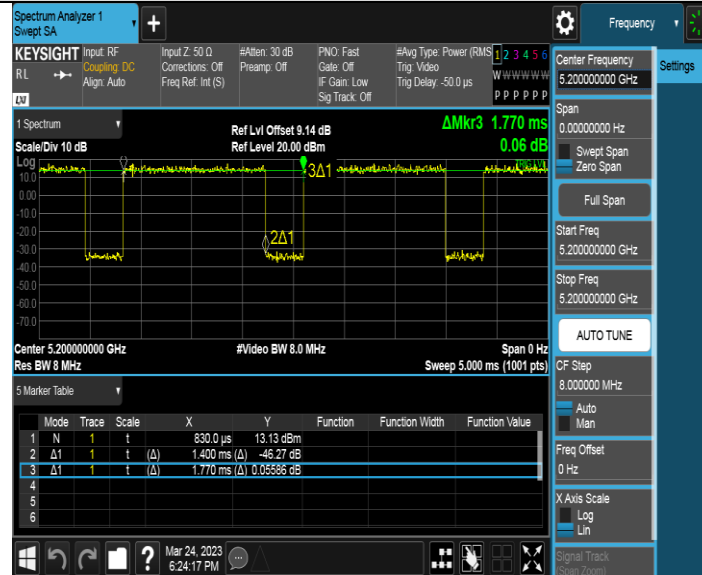 Spectrum Analyzer 1
Swept SA
+
Frequency
KEYSIGHT
RL
LXI
Input: RF
Coupling: DC
Align: Auto
Input Z: 50 Ω
Corrections: Off
Freq Ref: Int (S)
#Atten: 30 dB
Preamp: Off
PNO: Fast
Gate: Off
IF Gain: Low
Sig Track: Off
#Avg Type: Power (RMS
Trig: Video
Trig Delay: -50.0 µs
1 2 3 4 5 6
W W W W W W
P P P P P P
1 Spectrum
Scale/Div 10 dB
Ref Lvl Offset 9.14 dB
Ref Level 20.00 dBm
ΔMkr3 1.770 ms
0.06 dB
Log
10.0
0.00
-10.0
-20.0
-30.0
-40.0
-50.0
-60.0
-70.0
3Δ1
2Δ1
TRIG LVL
Center 5.200000000 GHz
#Video BW 8.0 MHz
Span 0 Hz
Res BW 8 MHz
Sweep 5.000 ms (1001 pts)
5 Marker Table
Mode Trace Scale X Y Function Function Width Function Value
1 N 1 t 830.0 µs 13.13 dBm
2 Δ1 1 t (Δ) 1.400 ms (Δ) -46.27 dB
3 Δ1 1 t (Δ) 1.770 ms (Δ) 0.05586 dB
4
5
6
?
Mar 24, 2023
6:24:17 PM
Center Frequency
5.200000000 GHz
Settings
Span
0.00000000 Hz
Swept Span
Zero Span
Full Span
Start Freq
5.200000000 GHz
Stop Freq
5.200000000 GHz
AUTO TUNE
CF Step
8.000000 MHz
Auto
Man
Freq Offset
0 Hz
X Axis Scale
Log
Lin
Signal Track
(Span Zoom)